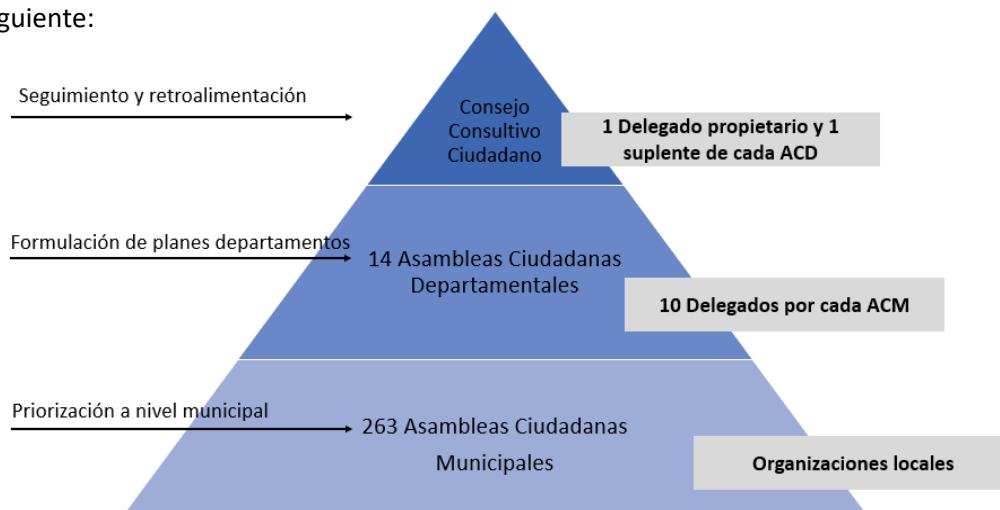 guiente:
Seguimiento y retroalimentación
Consejo
Consultivo
Ciudadano
1 Delegado propietario y 1
suplente de cada ACD
Formulación de planes departamentos
14 Asambleas Ciudadanas
Departamentales
10 Delegados por cada ACM
Priorización a nivel municipal
263 Asambleas Ciudadanas
Municipales
Organizaciones locales